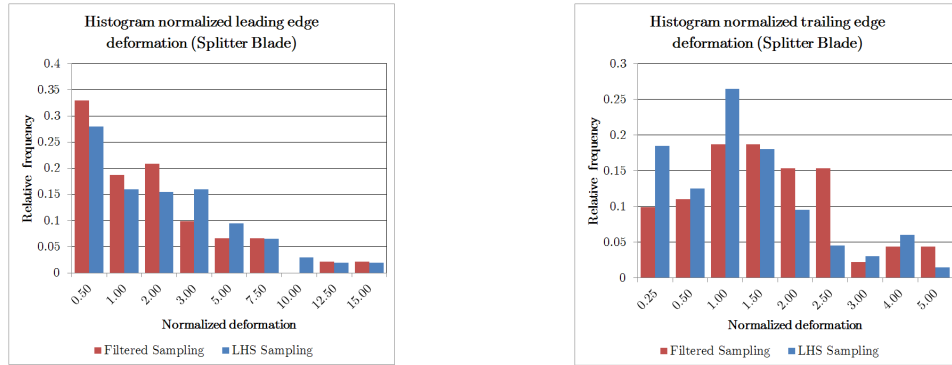 Histogram normalized leading edge
deformation (Splitter Blade)
Relative frequency
0.4
0.35
0.3
0.25
0.2
0.15
0.1
0.05
0
0.50 1.00 2.00 3.00 5.00 7.50 10.00 12.50 15.00
Normalized deformation
Filtered Sampling LHS Sampling
Histogram normalized trailing edge
deformation (Splitter Blade)
Relative frequency
0.3
0.25
0.2
0.15
0.1
0.05
0
0.25 0.50 1.00 1.50 2.00 2.50 3.00 4.00 5.00
Normalized deformation
Filtered Sampling LHS Sampling